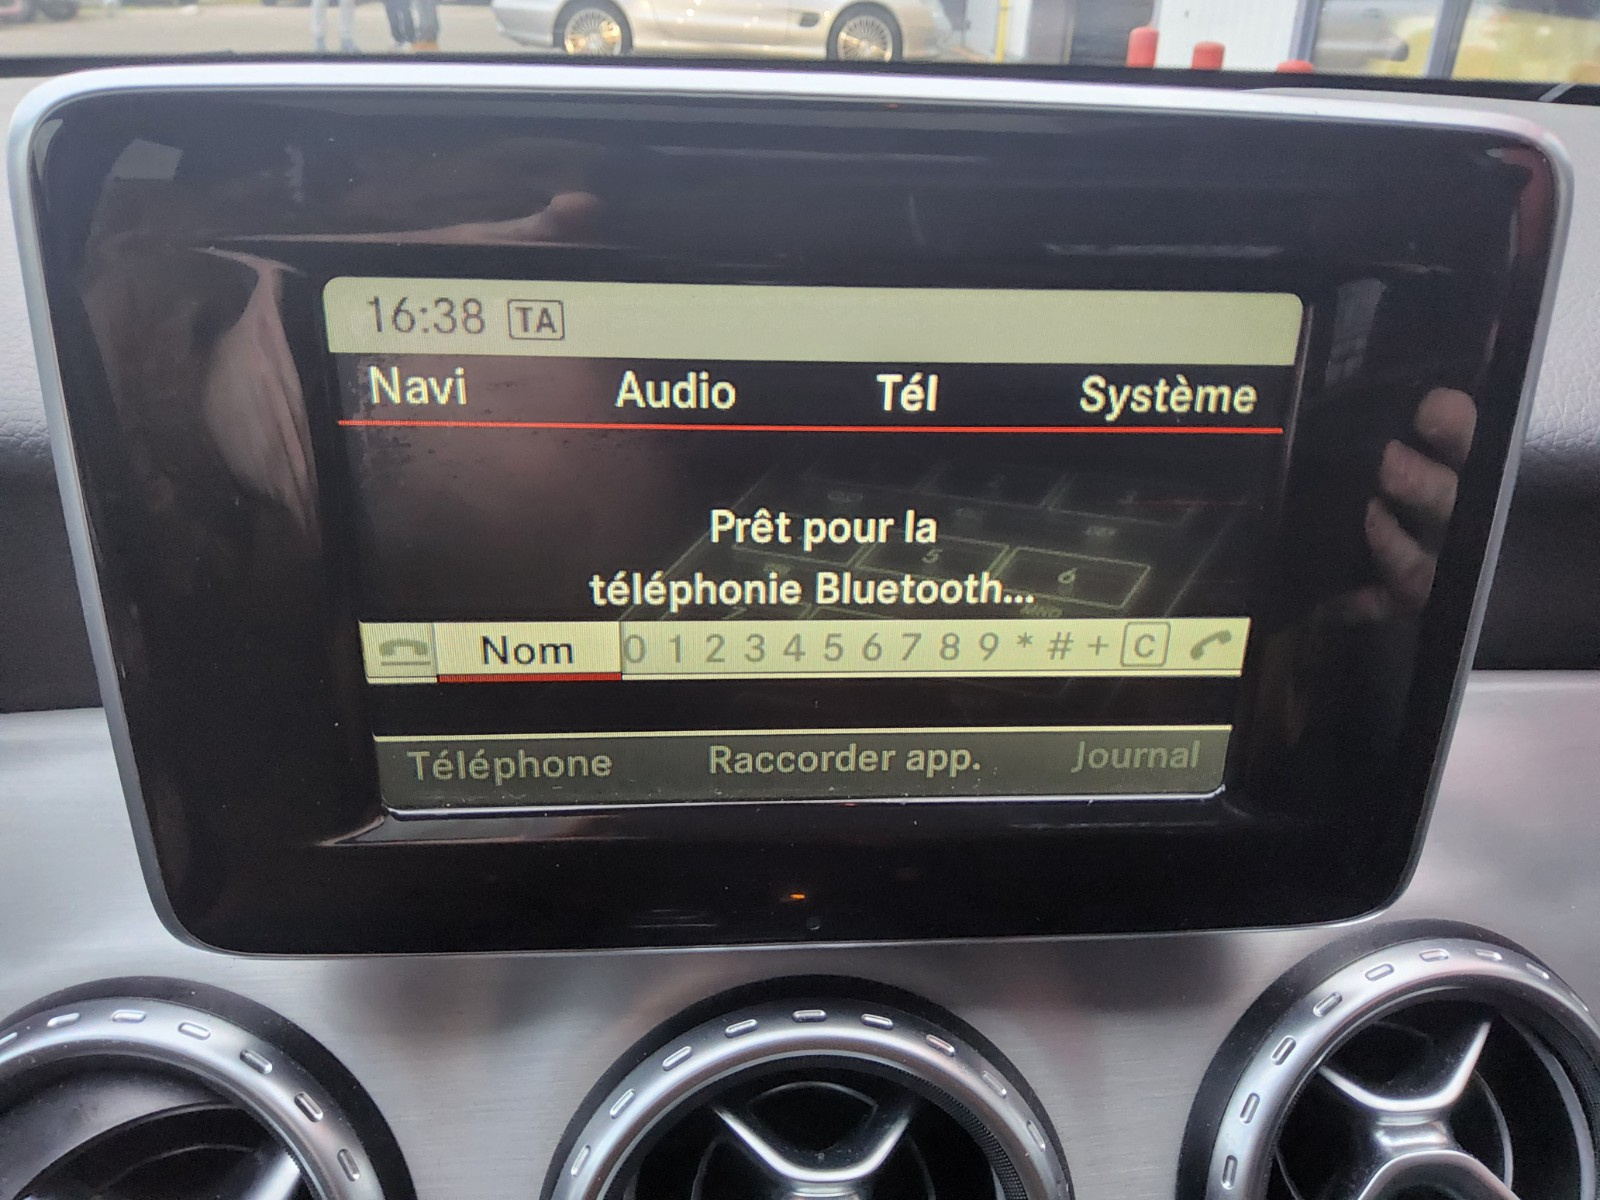 16:38 TA
Navi Audio Tél Système
Prêt pour la
téléphonie Bluetooth...
Nom 0 1 2 3 4 5 6 7 8 9 * # + C
Téléphone Raccorder app. Journal